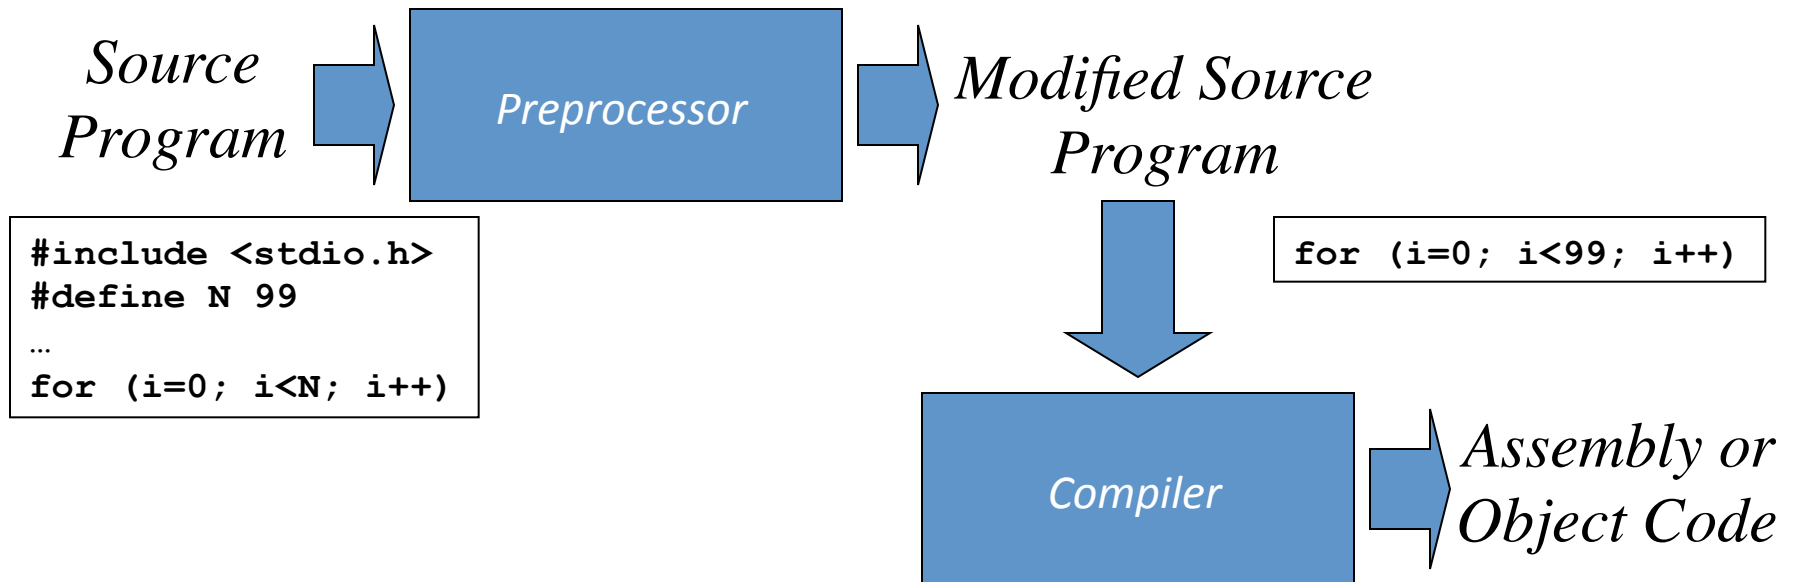 Source
Program
Preprocessor
Modified Source
Program
#include <stdio.h>
#define N 99
…
for (i=0; i<N; i++)
for (i=0; i<99; i++)
Compiler
Assembly or
Object Code